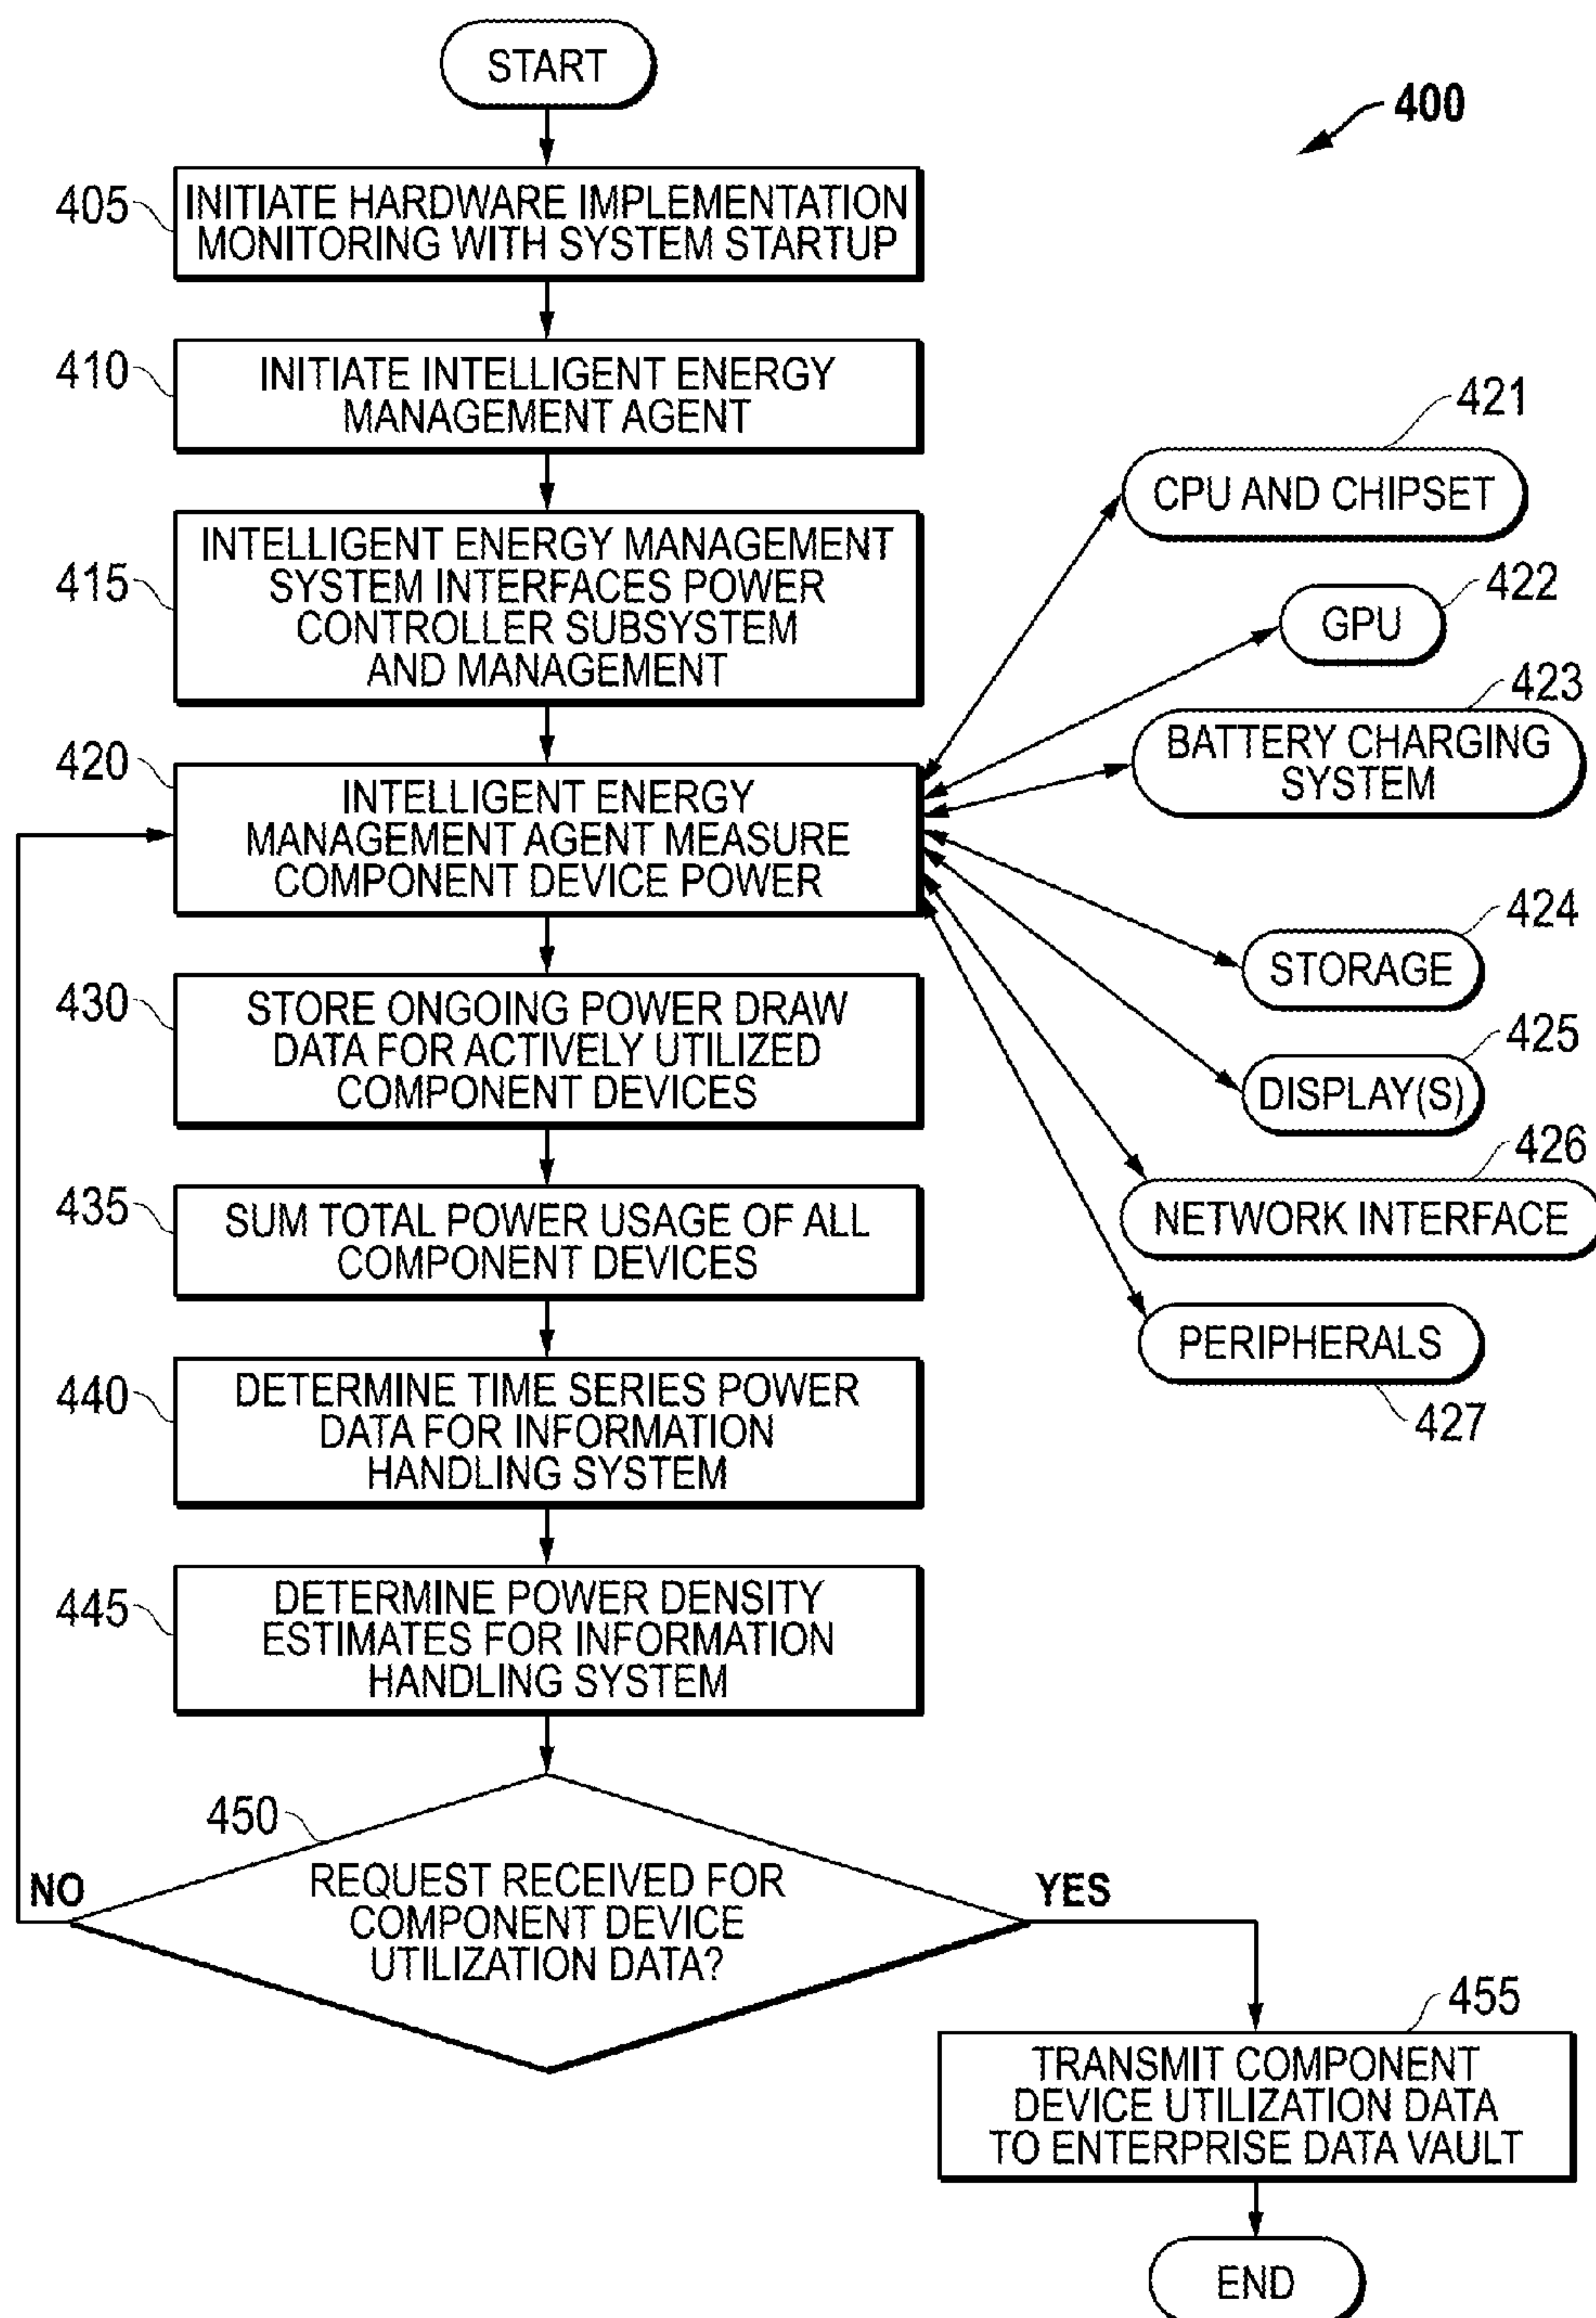 START
400
405
INITIATE HARDWARE IMPLEMENTATION
MONITORING WITH SYSTEM STARTUP
410
INITIATE INTELLIGENT ENERGY
MANAGEMENT AGENT
415
INTELLIGENT ENERGY MANAGEMENT
SYSTEM INTERFACES POWER
CONTROLLER SUBSYSTEM
AND MANAGEMENT
420
INTELLIGENT ENERGY
MANAGEMENT AGENT MEASURE
COMPONENT DEVICE POWER
421
CPU AND CHIPSET
422
GPU
423
BATTERY CHARGING
SYSTEM
424
STORAGE
425
DISPLAY(S)
426
NETWORK INTERFACE
PERIPHERALS
427
430
STORE ONGOING POWER DRAW
DATA FOR ACTIVELY UTILIZED
COMPONENT DEVICES
435
SUM TOTAL POWER USAGE OF ALL
COMPONENT DEVICES
440
DETERMINE TIME SERIES POWER
DATA FOR INFORMATION
HANDLING SYSTEM
445
DETERMINE POWER DENSITY
ESTIMATES FOR INFORMATION
HANDLING SYSTEM
450
REQUEST RECEIVED FOR
COMPONENT DEVICE
UTILIZATION DATA?
NO
YES
455
TRANSMIT COMPONENT
DEVICE UTILIZATION DATA
TO ENTERPRISE DATA VAULT
END